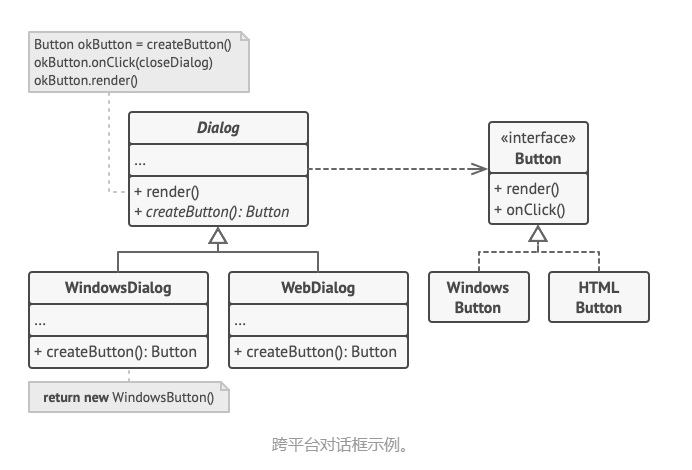 Button okButton = createButton()
okButton.onClick(closeDialog)
okButton.render()
Dialog
...
+ render()
+ createButton(): Button
«interface»
Button
+ render()
+ onClick()
WindowsDialog
...
+ createButton(): Button
WebDialog
...
+ createButton(): Button
Windows
Button
HTML
Button
return new WindowsButton()
跨平台对话框示例。